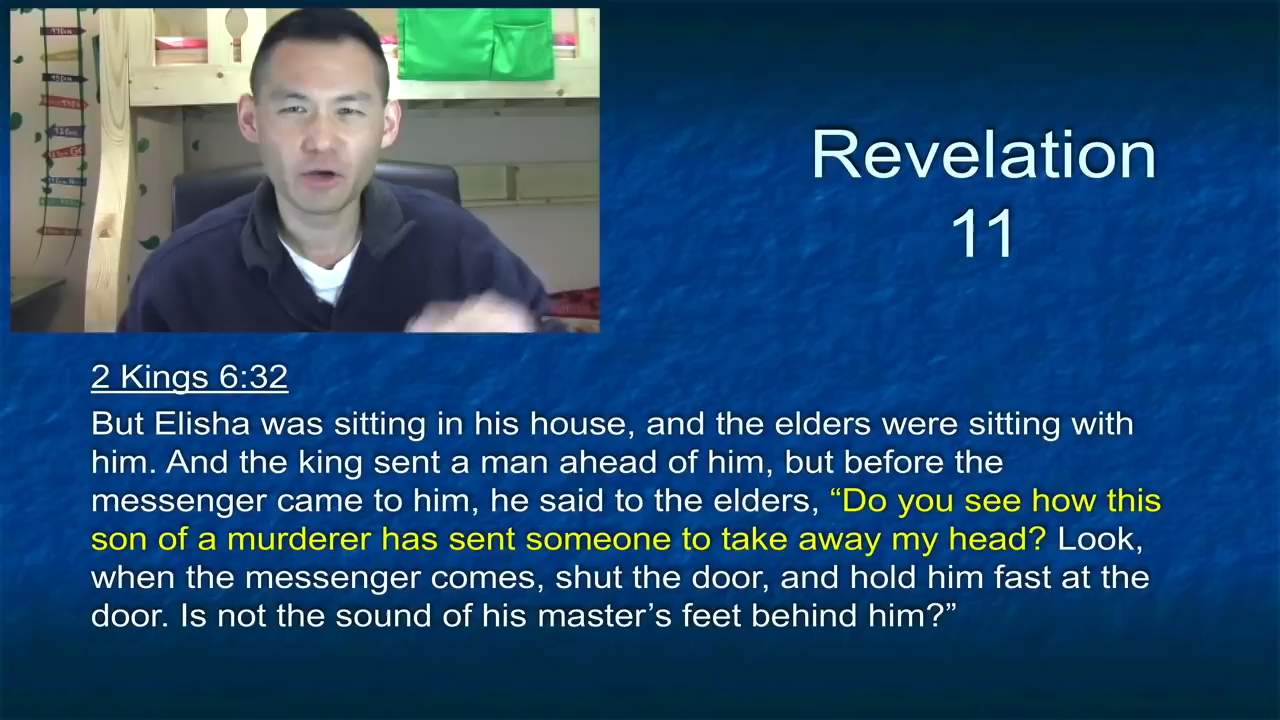 Revelation
11
2 Kings 6:32
But Elisha was sitting in his house, and the elders were sitting with
him. And the king sent a man ahead of him, but before the
messenger came to him, he said to the elders, “Do you see how this
son of a murderer has sent someone to take away my head? Look,
when the messenger comes, shut the door, and hold him fast at the
door. Is not the sound of his master’s feet behind him?”